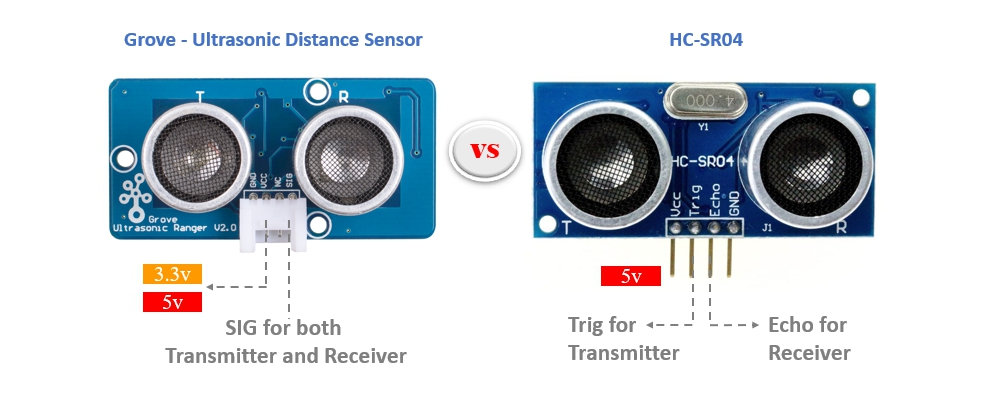 Grove - Ultrasonic Distance Sensor
HC-SR04
T
R
GND
VCC
NC
SIG
Grove
Ultrasonic Ranger V2.0
vs
4.000
Y1
HC-SR04
Vcc
Trig
Echo
GND
T
J1
R
3.3v
5v
SIG for both
Transmitter and Receiver
5v
Trig for
Transmitter
Echo for
Receiver